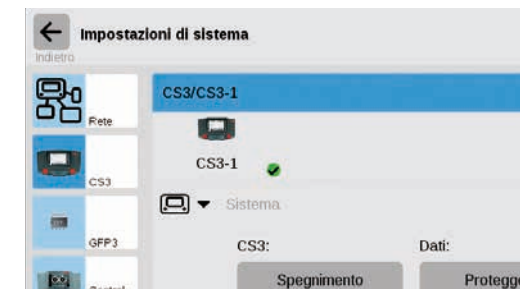 Impostazioni di sistema
Indietro
Rete
CS3
GFP3
CS3/CS3-1
CS3-1
Sistema
CS3:
Dati:
Spegnimento